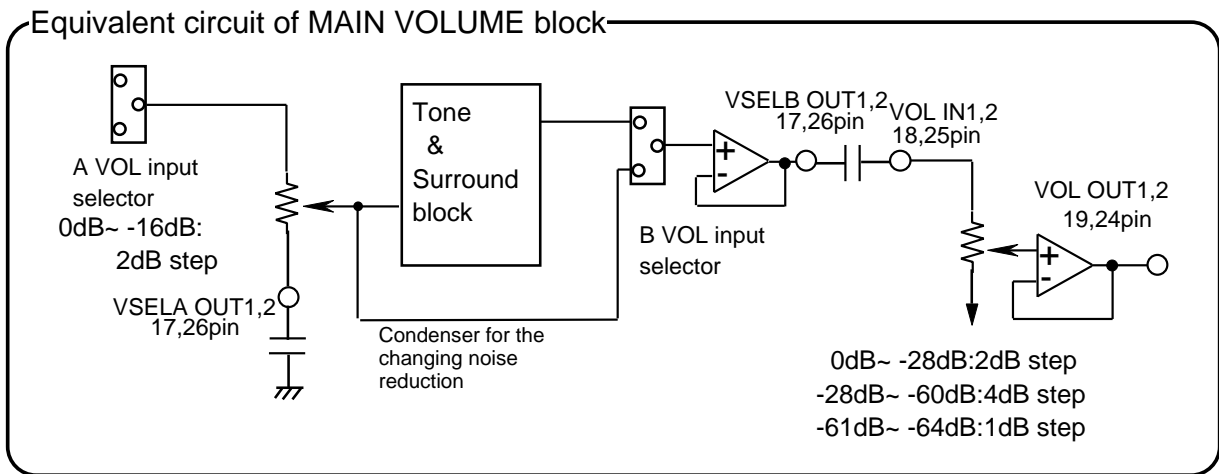 Equivalent circuit of MAIN VOLUME block
A VOL input
selector
0dB~ -16dB:
2dB step
VSELA OUT1,2
17,26pin
Tone
&
Surround
block
Condenser for the
changing noise
reduction
B VOL input
selector
+
-
VSELB OUT1,2
17,26pin
VOL IN1,2
18,25pin
VOL OUT1,2
19,24pin
+
-
0dB~ -28dB:2dB step
-28dB~ -60dB:4dB step
-61dB~ -64dB:1dB step